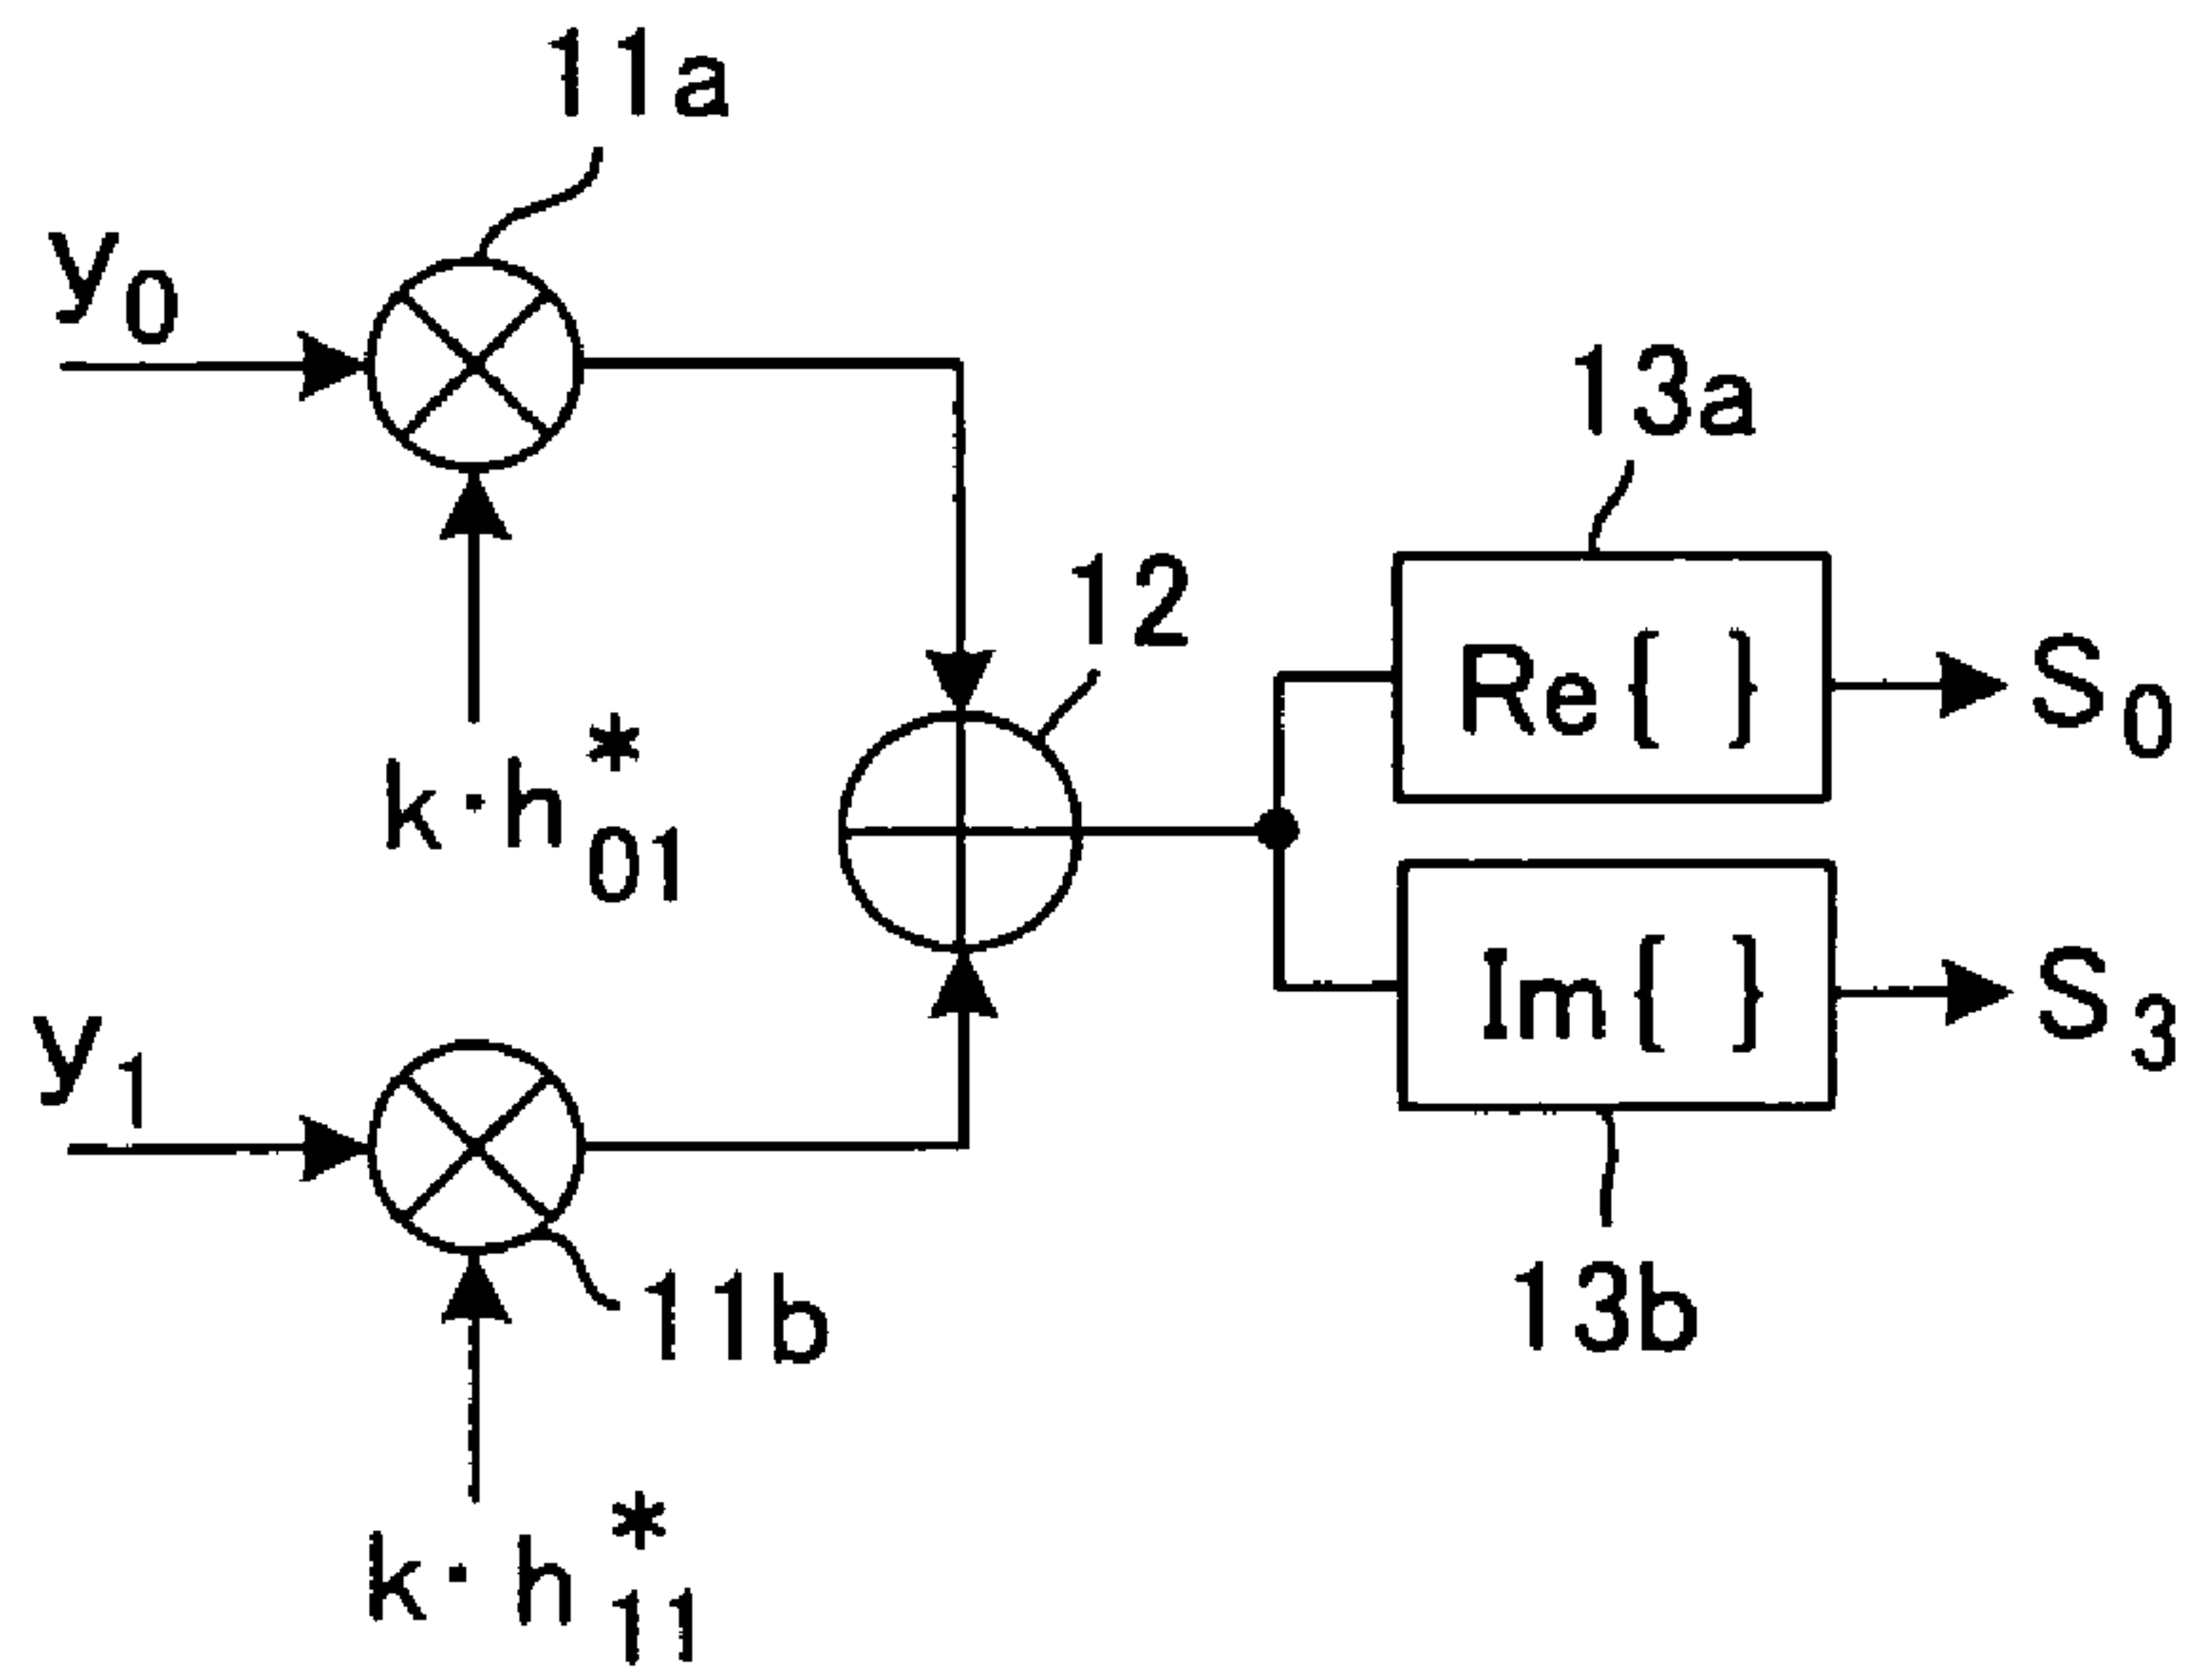 11a
y0
13a
12
Re{ }
S0
k·h*01
Im{ }
S3
y1
11b
13b
k·h*11